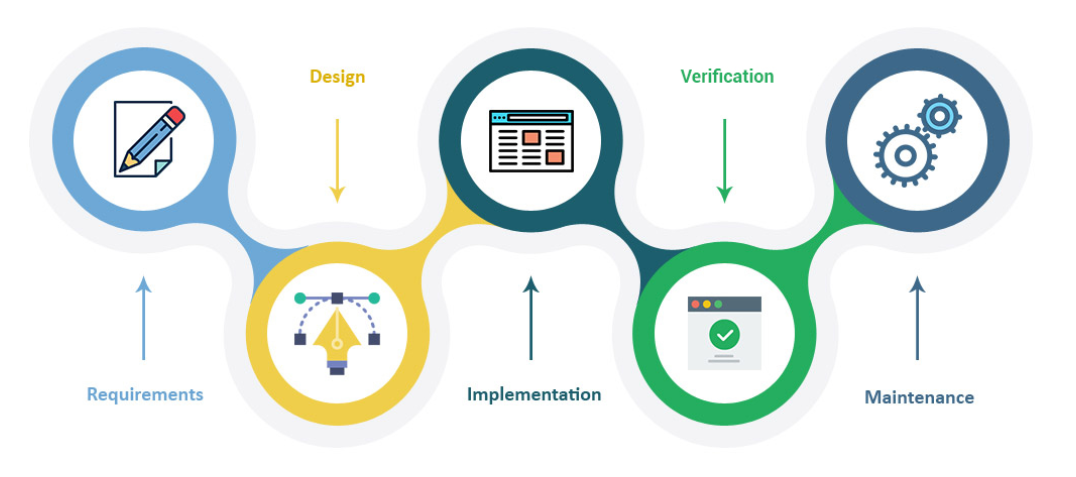 Requirements
Design
Implementation
Verification
Maintenance